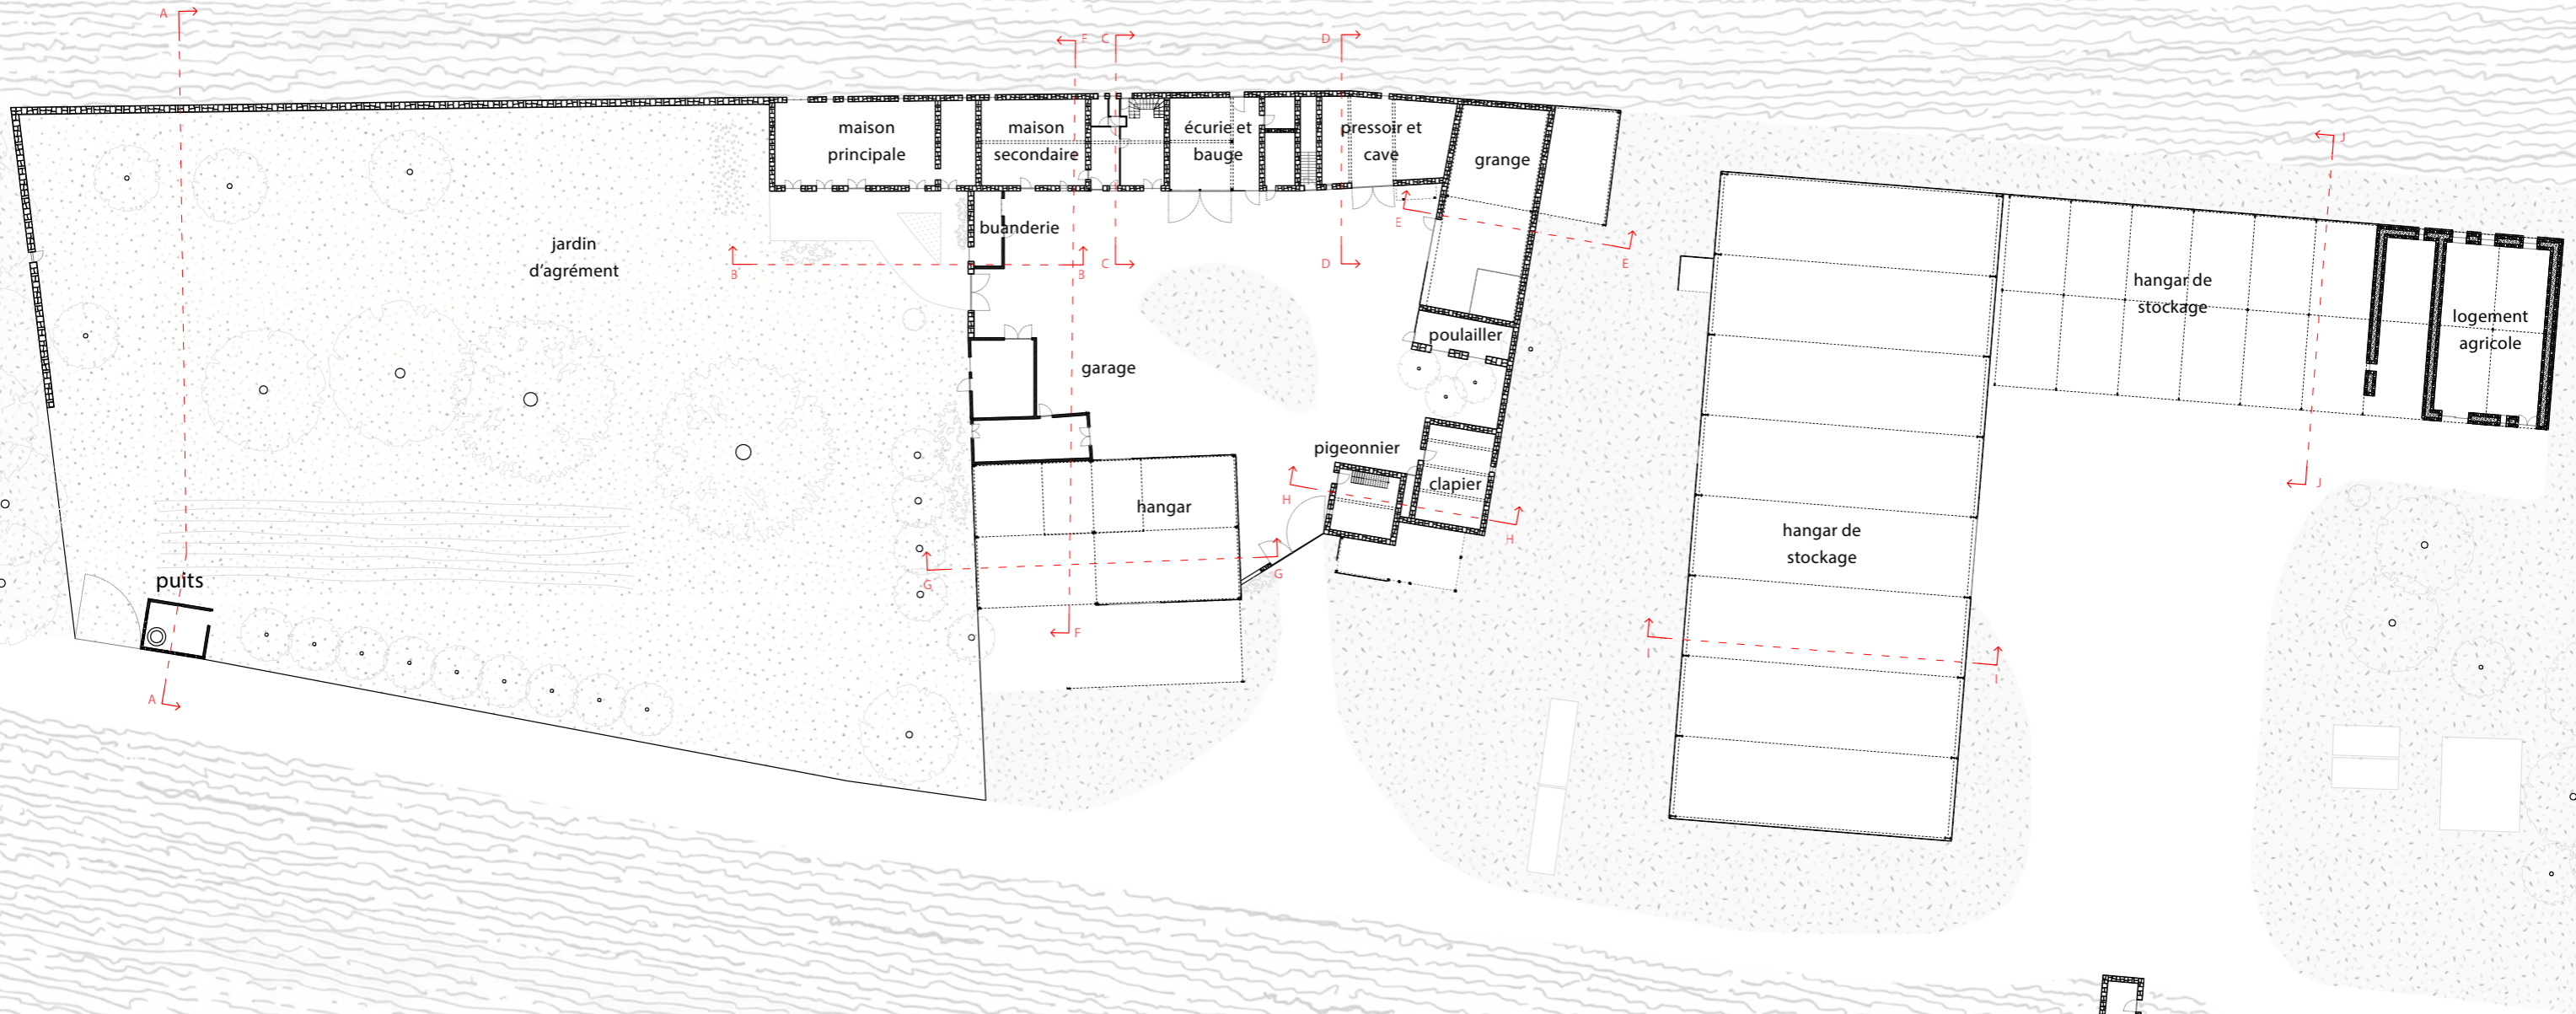 A
F
C
D
J
maison
principale
maison
secondaire
écurie et
bauge
pressoir et
cave
grange
buanderie
E
E
jardin
d'agrément
B
B
C
D
hangar de
stockage
logement
agricole
poulailler
garage
pigeonnier
clapier
H
H
J
hangar
hangar de
stockage
puits
G
G
F
I
I
A